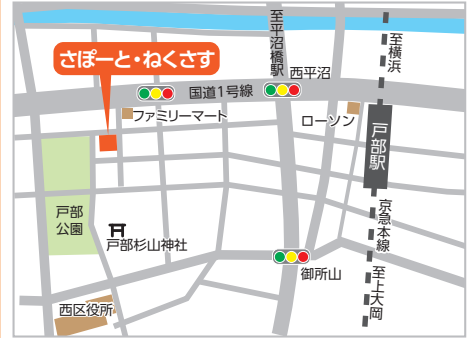 至平沼橋駅
至横浜
さぽーと・ねくさす
西平沼
国道1号線
ファミリーマート
ローソン
戸部駅
戸部
公園
戸部杉山神社
京急本線
御所山
至上大岡
西区役所